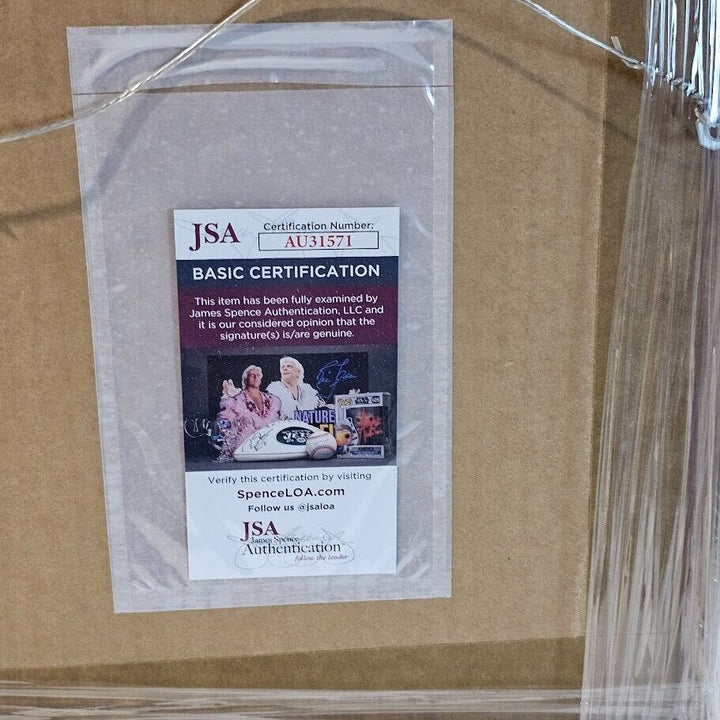 JSA
Certification Number:
AU31571
BASIC CERTIFICATION
This item has been fully examined by
James Spence Authentication, LLC and
it is our considered opinion that the
signature(s) is/are genuine.
NATURE
JETS
Verify this certification by visiting
SpenceLOA.com
Follow us @jsaloa
JSA
James Spence
Authentication
follow the leader